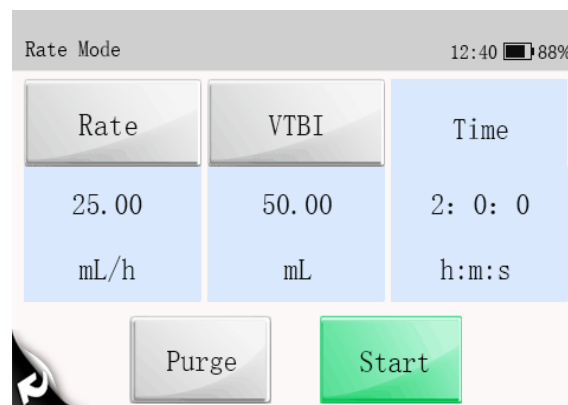 Rate Mode 12:40 88%
Rate VTBI Time
25.00 50.00 2: 0: 0
mL/h mL h:m:s
Purge Start